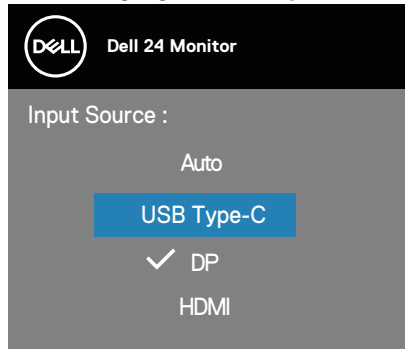 DELL Dell 24 Monitor
Input Source :
Auto
USB Type-C
DP
HDMI